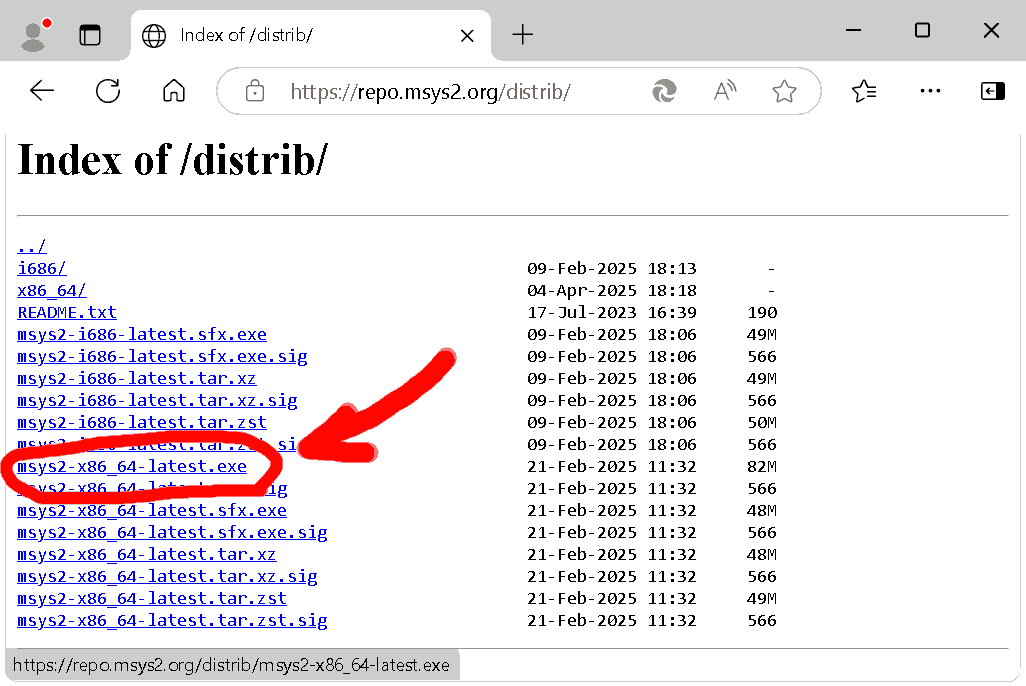 Index of /distrib/
https://repo.msys2.org/distrib/
A
Index of /distrib/
../
i686/ 09-Feb-2025 18:13 -
x86_64/ 04-Apr-2025 18:18 -
README.txt 17-Jul-2023 16:39 190
msys2-i686-latest.sfx.exe 09-Feb-2025 18:06 49M
msys2-i686-latest.sfx.exe.sig 09-Feb-2025 18:06 566
msys2-i686-latest.tar.xz 09-Feb-2025 18:06 49M
msys2-i686-latest.tar.xz.sig 09-Feb-2025 18:06 566
msys2-i686-latest.tar.zst 09-Feb-2025 18:06 50M
msys2-i686-latest.tar.zst.sig 09-Feb-2025 18:06 566
msys2-x86_64-latest.exe 21-Feb-2025 11:32 82M
21-Feb-2025 11:32 566
msys2-x86_64-latest.sfx.exe 21-Feb-2025 11:32 48M
msys2-x86_64-latest.sfx.exe.sig 21-Feb-2025 11:32 566
msys2-x86_64-latest.tar.xz 21-Feb-2025 11:32 48M
msys2-x86_64-latest.tar.xz.sig 21-Feb-2025 11:32 566
msys2-x86_64-latest.tar.zst 21-Feb-2025 11:32 49M
msys2-x86_64-latest.tar.zst.sig 21-Feb-2025 11:32 566
https://repo.msys2.org/distrib/msys2-x86_64-latest.exe